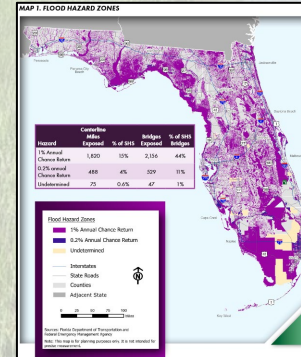 MAP 1. FLOOD HAZARD ZONES
Hazard Centerline Miles Exposed % of SHS Bridges Exposed % of SHS Bridges
1% Annual Chance Return 1,820 15% 2,156 44%
0.2% annual Chance Return 488 4% 529 11%
Undetermined 75 0.6% 47 1%
Flood Hazard Zones
1% Annual Chance Return
0.2% Annual Chance Return
Undetermined
Interstates
State Roads
Counties
Adjacent State
0 25 50 75 100
Miles
Sources: Florida Department of Transportation and
Federal Emergency Management Agency
Note: This map is for planning purposes only. It is not intended for
precise measurement.